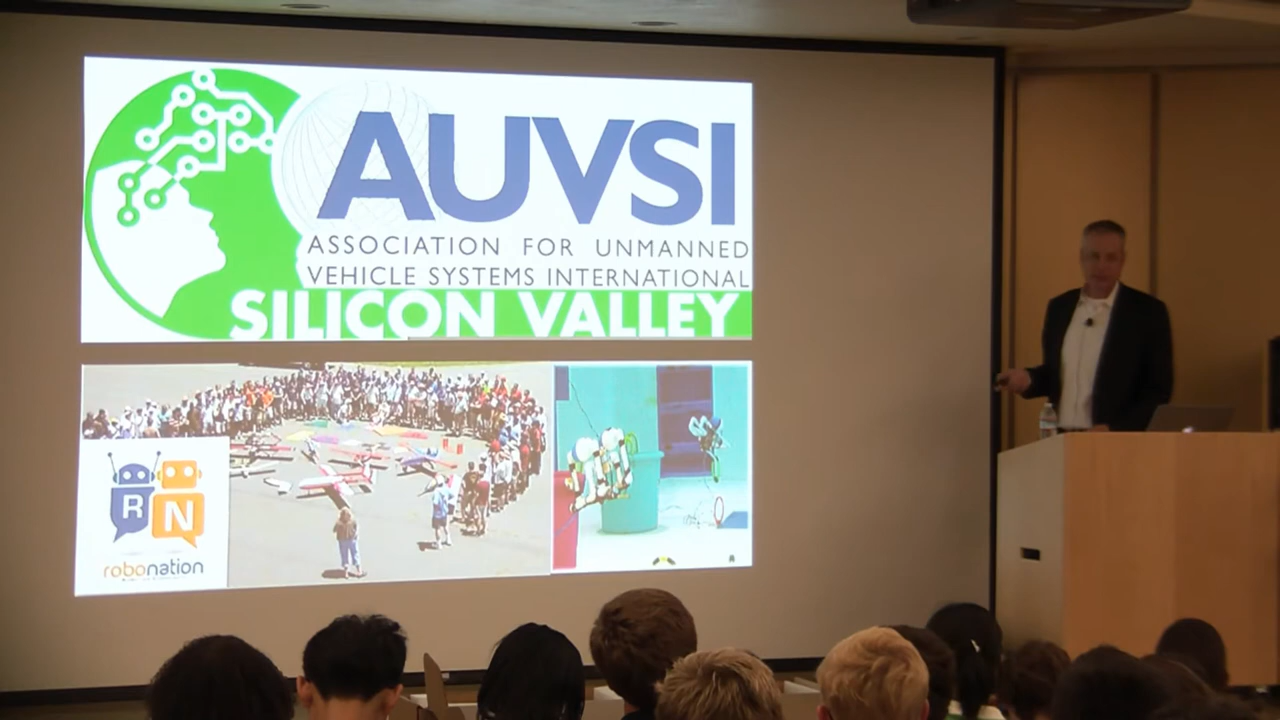 AUVSI
ASSOCIATION FOR UNMANNED
VEHICLE SYSTEMS INTERNATIONAL
SILICON VALLEY
R N
robonation